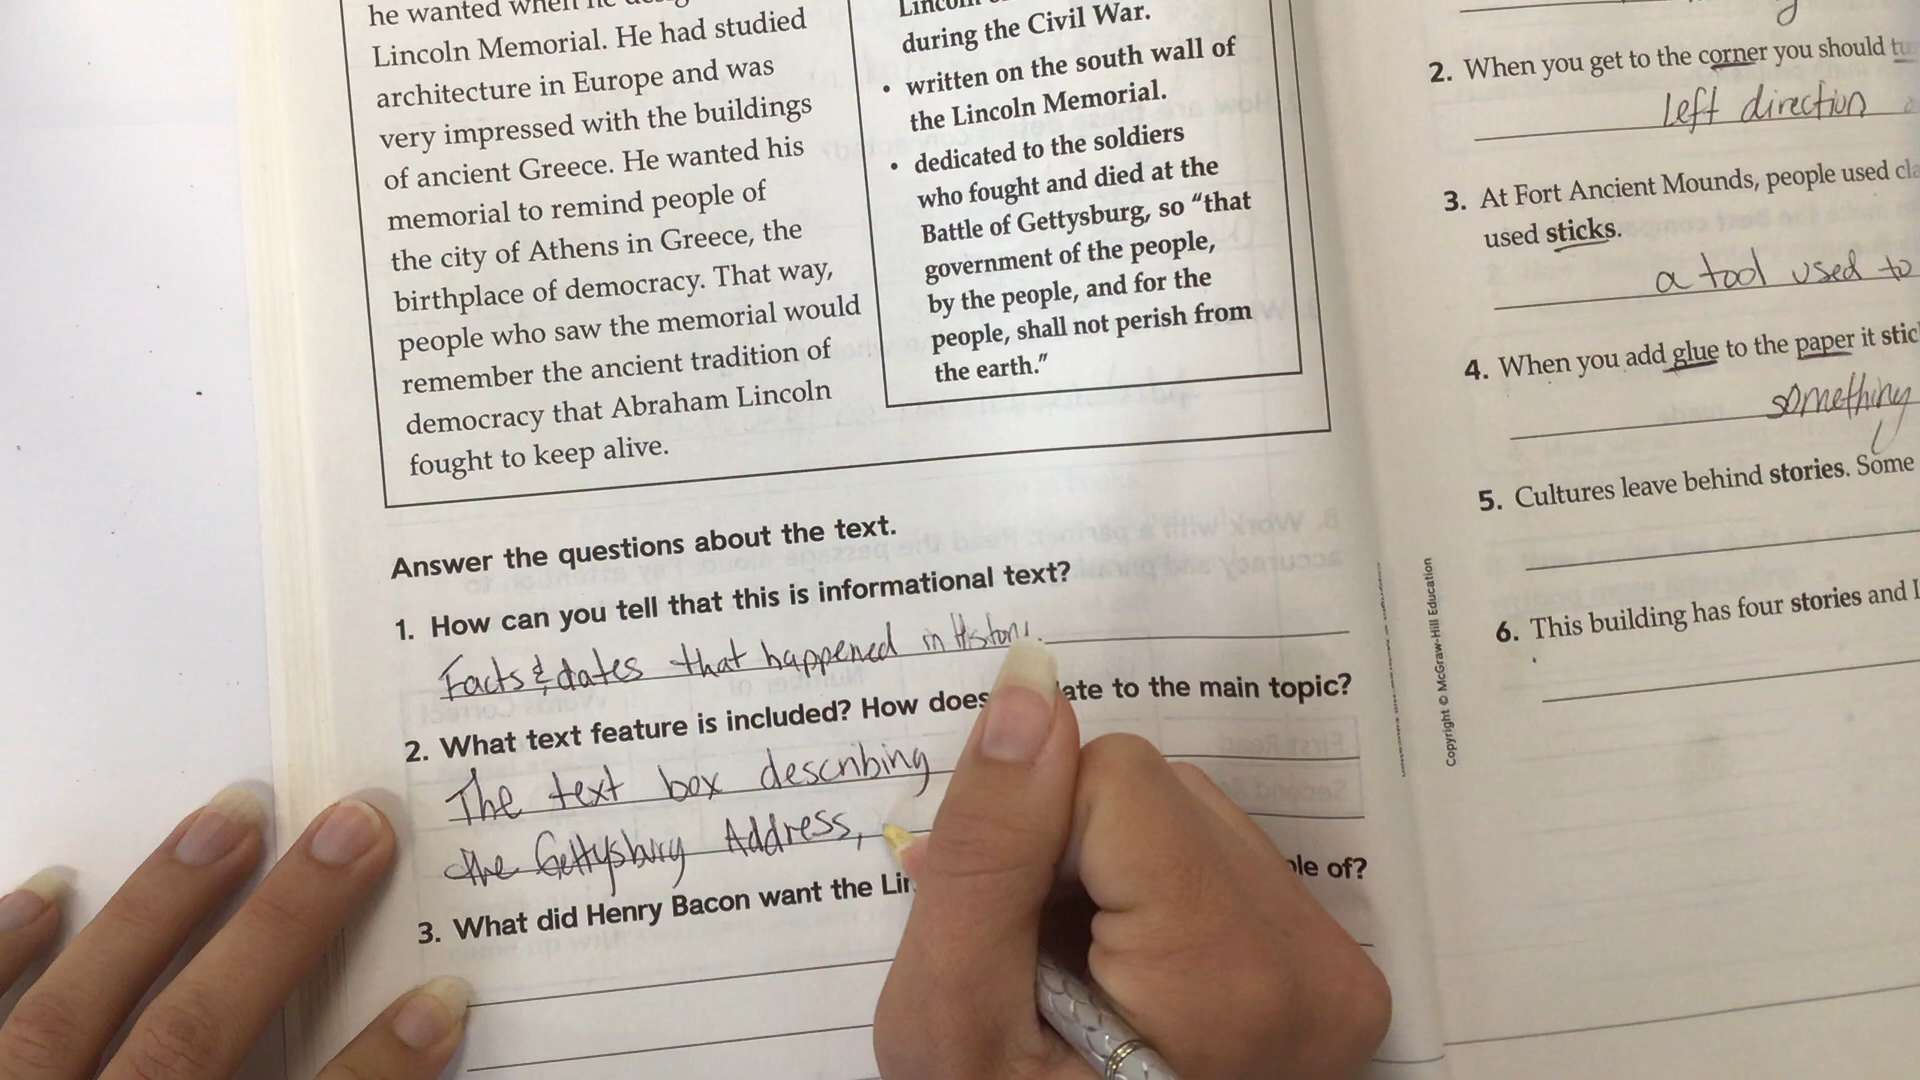 he wanted when he
Lincoln Memorial. He had studied
architecture in Europe and was
very impressed with the buildings
of ancient Greece. He wanted his
memorial to remind people of
the city of Athens in Greece, the
birthplace of democracy. That way,
people who saw the memorial would
remember the ancient tradition of
democracy that Abraham Lincoln
fought to keep alive.
during the Civil War.
• written on the south wall of
the Lincoln Memorial.
• dedicated to the soldiers
who fought and died at the
Battle of Gettysburg, so “that
government of the people,
by the people, and for the
people, shall not perish from
the earth.”
Answer the questions about the text.
1. How can you tell that this is informational text?
Facts & dates that happened in History.
2. What text feature is included? How does ate to the main topic?
The text box describing
the Gettysburg Address,
3. What did Henry Bacon want the Lin le of?
2. When you get to the corner you should tu
left direction
3. At Fort Ancient Mounds, people used cla
used sticks.
a tool used to
4. When you add glue to the paper it stic
something
5. Cultures leave behind stories. Some
6. This building has four stories and I
Copyright © McGraw-Hill Education